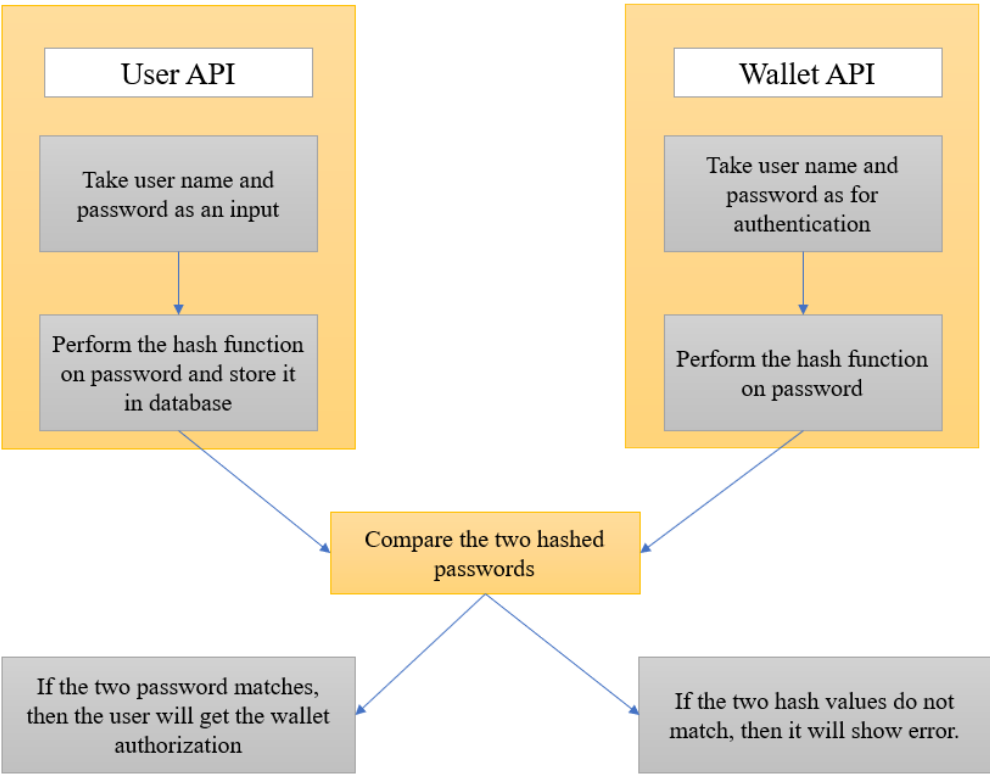 User API
Take user name and
password as an input
Perform the hash function
on password and store it
in database
Wallet API
Take user name and
password as for
authentication
Perform the hash function
on password
Compare the two hashed
passwords
If the two password matches,
then the user will get the wallet
authorization
If the two hash values do not
match, then it will show error.